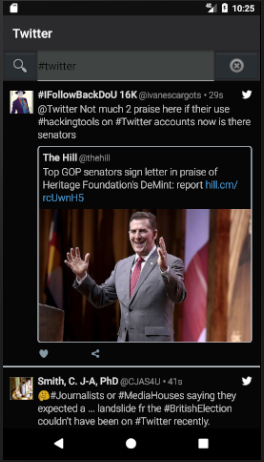 10:25
Twitter
#twitter
#IFollowBackDoU 16K @ivanescargots • 29s
@Twitter Not much 2 praise here if their use
#hackingtools on #Twitter accounts now is there
senators
The Hill @thehill
Top GOP senators sign letter in praise of
Heritage Foundation's DeMint: report hill.cm/
rcUwnH5
Smith, C. J-A, PhD @CJAS4U • 41s
🤔#Journalists or #MediaHouses saying they
expected a ... landslide fr the #BritishElection
couldn't have been on #Twitter recently.